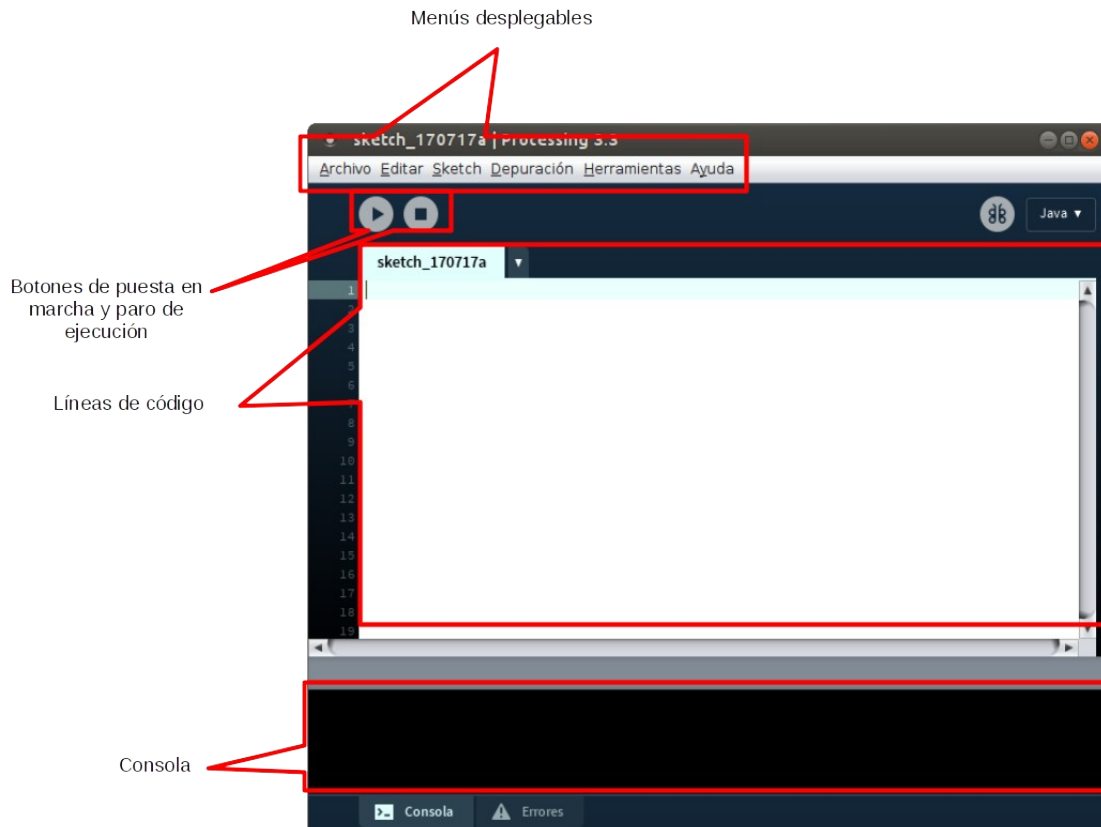 Menús desplegables
sketch_170717a | Processing 3.3
Archivo Editar Sketch Depuración Herramientas Ayuda
Java ▼
sketch_170717a ▼
Botones de puesta en
marcha y paro de
ejecución
Líneas de código
1
2
3
4
5
6
7
8
9
10
11
12
13
14
15
16
17
18
19
Consola
Consola
Errores